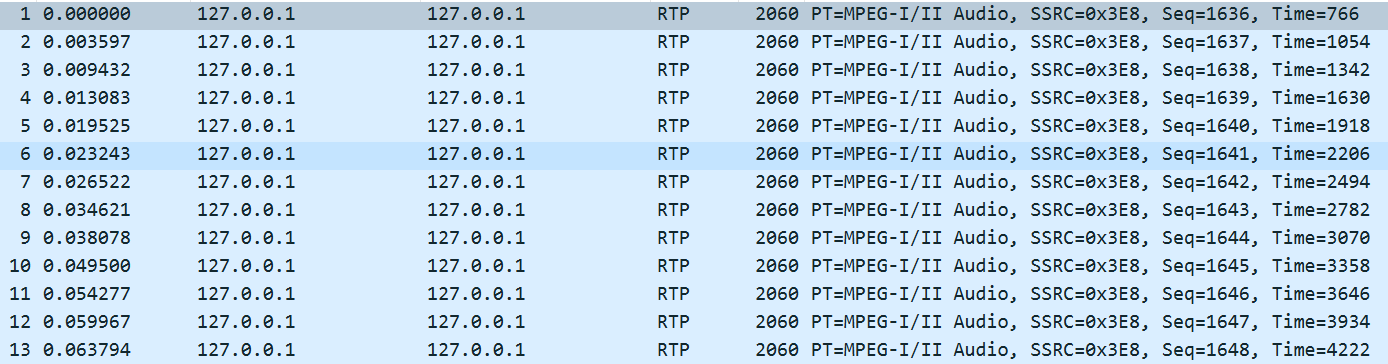 1 0.000000 127.0.0.1 127.0.0.1 RTP 2060 PT=MPEG-I/II Audio, SSRC=0x3E8, Seq=1636, Time=766
2 0.003597 127.0.0.1 127.0.0.1 RTP 2060 PT=MPEG-I/II Audio, SSRC=0x3E8, Seq=1637, Time=1054
3 0.009432 127.0.0.1 127.0.0.1 RTP 2060 PT=MPEG-I/II Audio, SSRC=0x3E8, Seq=1638, Time=1342
4 0.013083 127.0.0.1 127.0.0.1 RTP 2060 PT=MPEG-I/II Audio, SSRC=0x3E8, Seq=1639, Time=1630
5 0.019525 127.0.0.1 127.0.0.1 RTP 2060 PT=MPEG-I/II Audio, SSRC=0x3E8, Seq=1640, Time=1918
6 0.023243 127.0.0.1 127.0.0.1 RTP 2060 PT=MPEG-I/II Audio, SSRC=0x3E8, Seq=1641, Time=2206
7 0.026522 127.0.0.1 127.0.0.1 RTP 2060 PT=MPEG-I/II Audio, SSRC=0x3E8, Seq=1642, Time=2494
8 0.034621 127.0.0.1 127.0.0.1 RTP 2060 PT=MPEG-I/II Audio, SSRC=0x3E8, Seq=1643, Time=2782
9 0.038078 127.0.0.1 127.0.0.1 RTP 2060 PT=MPEG-I/II Audio, SSRC=0x3E8, Seq=1644, Time=3070
10 0.049500 127.0.0.1 127.0.0.1 RTP 2060 PT=MPEG-I/II Audio, SSRC=0x3E8, Seq=1645, Time=3358
11 0.054277 127.0.0.1 127.0.0.1 RTP 2060 PT=MPEG-I/II Audio, SSRC=0x3E8, Seq=1646, Time=3646
12 0.059967 127.0.0.1 127.0.0.1 RTP 2060 PT=MPEG-I/II Audio, SSRC=0x3E8, Seq=1647, Time=3934
13 0.063794 127.0.0.1 127.0.0.1 RTP 2060 PT=MPEG-I/II Audio, SSRC=0x3E8, Seq=1648, Time=4222